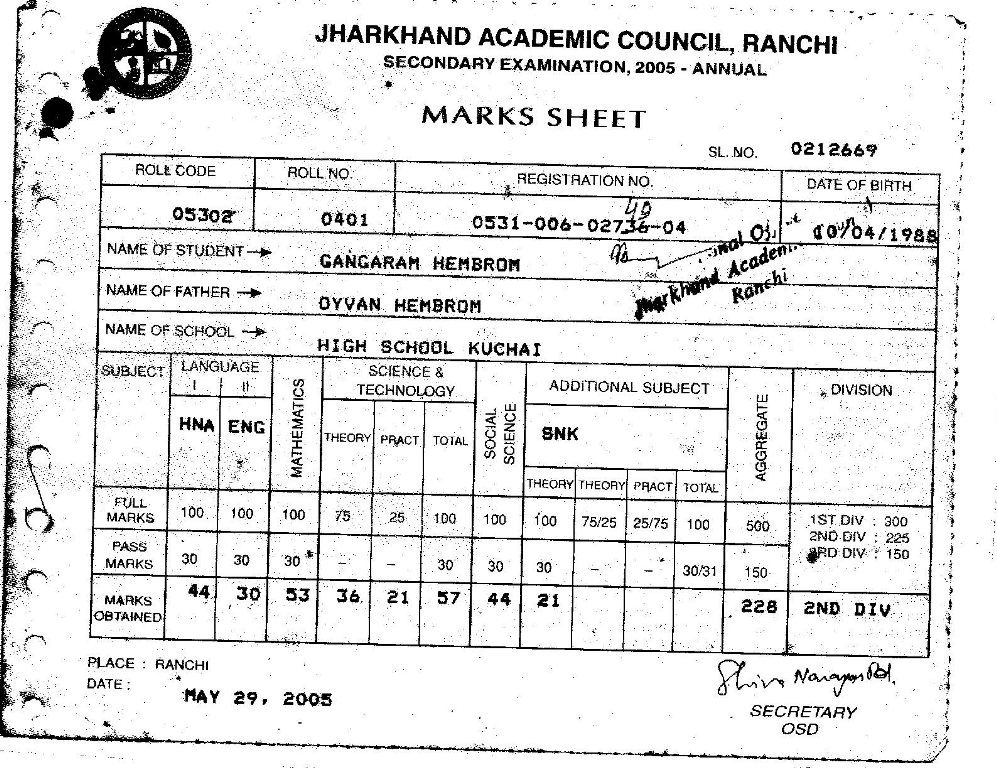 JHARKHAND ACADEMIC COUNCIL, RANCHI
SECONDARY EXAMINATION, 2005 - ANNUAL
MARKS SHEET
SL. NO. 0212669
ROLL CODE ROLL NO. REGISTRATION NO. DATE OF BIRTH
05302 0401 0531-006-02736-04 10/04/1988
40
NAME OF STUDENT → GANGARAM HEMBROM
NAME OF FATHER → OYVAN HEMBROM
Jharkhand Academic
Ranchi
NAME OF SCHOOL → HIGH SCHOOL KUCHAI
SUBJECT LANGUAGE MATHEMATICS SCIENCE & TECHNOLOGY SOCIAL SCIENCE ADDITIONAL SUBJECT AGGREGATE DIVISION
I II
HNA ENG THEORY PRACT TOTAL SNK
THEORY THEORY PRACT TOTAL
FULL MARKS 100 100 100 75 25 100 100 100 75/25 25/75 100 500 1ST DIV : 300
2ND DIV : 225
3RD DIV : 150
PASS MARKS 30 30 30* – – 30 30 30 – – 30/31 150
MARKS OBTAINED 44 30 53 36 21 57 44 21 228 2ND DIV
PLACE : RANCHI
DATE : MAY 29, 2005
SECRETARY
OSD